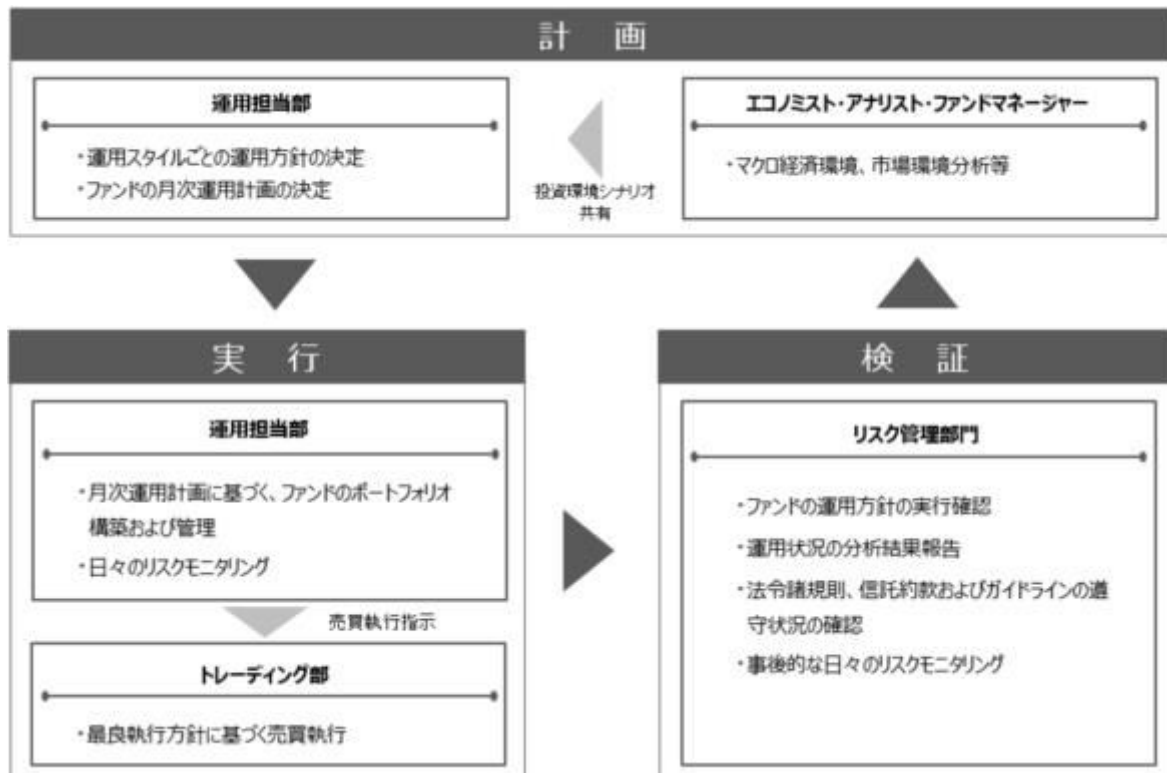 計 画
運用担当部
・運用スタイルごとの運用方針の決定
・ファンドの月次運用計画の決定
投資環境シナリオ
共有
エコノミスト・アナリスト・ファンドマネージャー
・マクロ経済環境、市場環境分析等
実 行
運用担当部
・月次運用計画に基づく、ファンドのポートフォリオ
構築および管理
・日々のリスクモニタリング
売買執行指示
トレーディング部
・最良執行方針に基づく売買執行
検 証
リスク管理部門
・ファンドの運用方針の実行確認
・運用状況の分析結果報告
・法令諸規則、信託約款およびガイドラインの遵
守状況の確認
・事後的な日々のリスクモニタリング